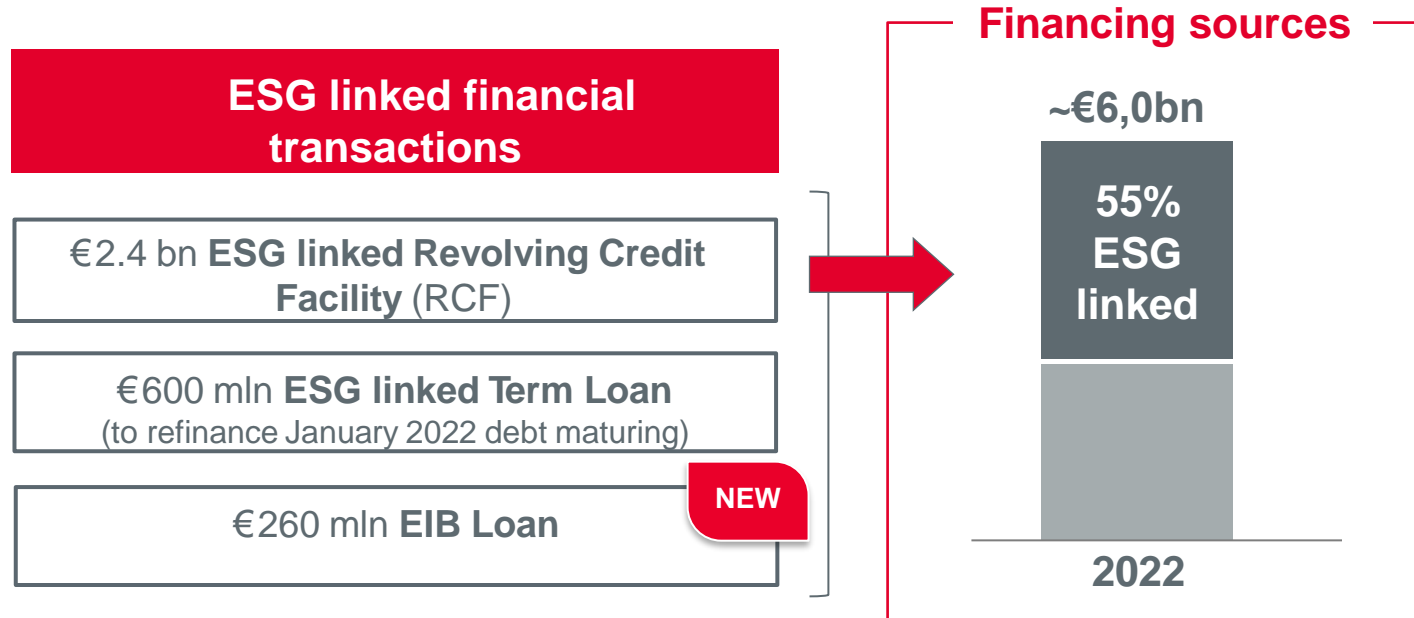 ESG linked financial
transactions
€2.4 bn ESG linked Revolving Credit
Facility (RCF)
€600 mln ESG linked Term Loan
(to refinance January 2022 debt maturing)
NEW
€260 mln EIB Loan
Financing sources
~€6,0bn
55%
ESG
linked
2022